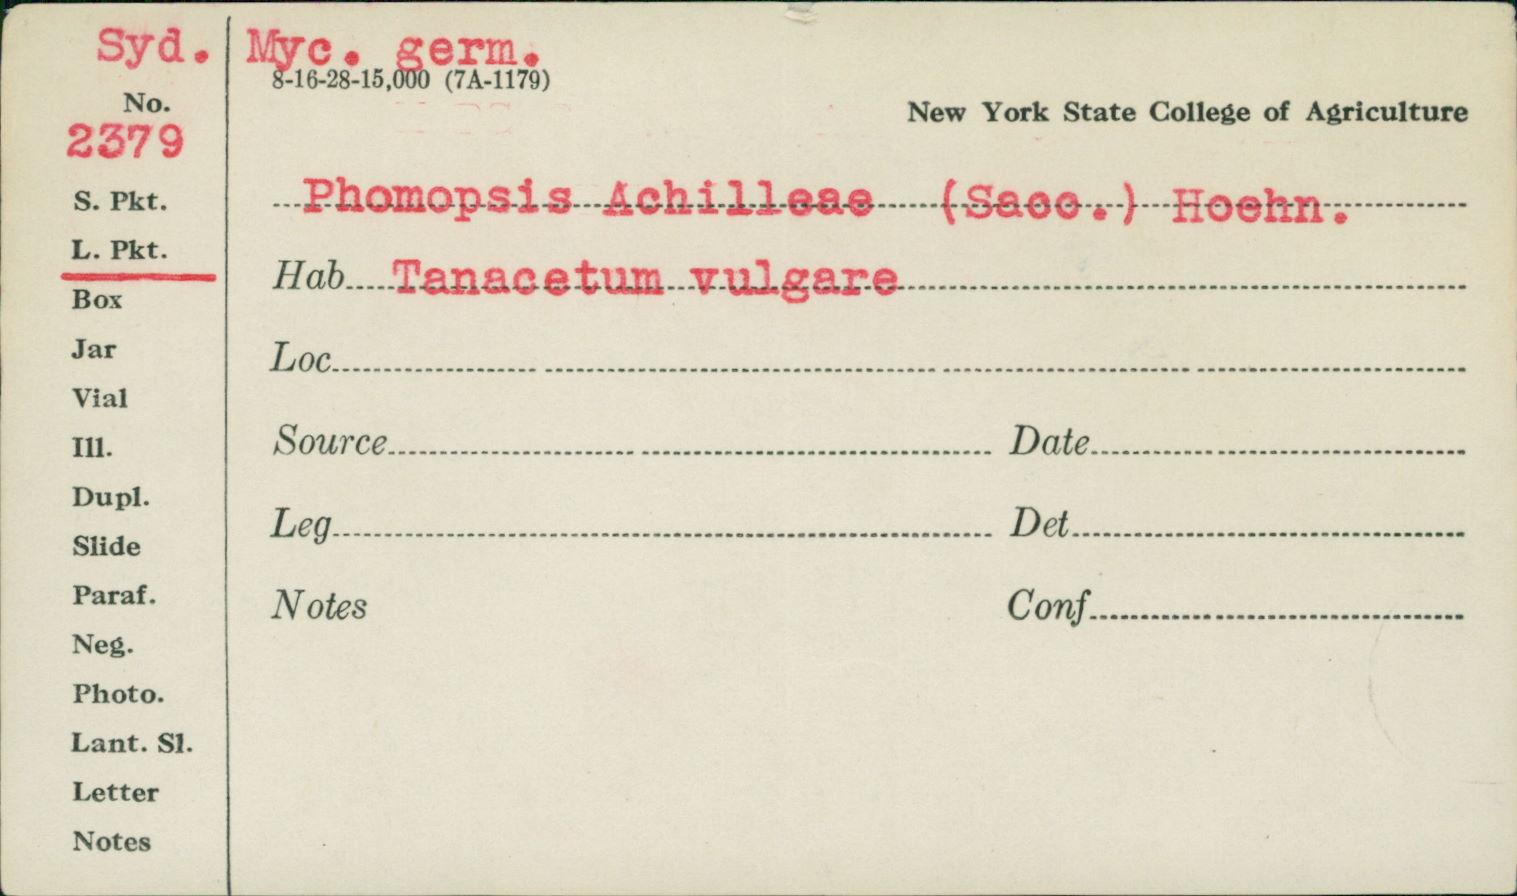 Syd. Myc. germ.
8-16-28-15,000 (7A-1179)
No.
2379
New York State College of Agriculture
S. Pkt.
Phomopsis Achilleae (Sacc.) Hoehn.
L. Pkt.
Hab Tanacetum vulgare
Box
Jar
Loc
Vial
Ill.
Source Date
Dupl.
Leg Det
Slide
Paraf.
Notes Conf
Neg.
Photo.
Lant. Sl.
Letter
Notes